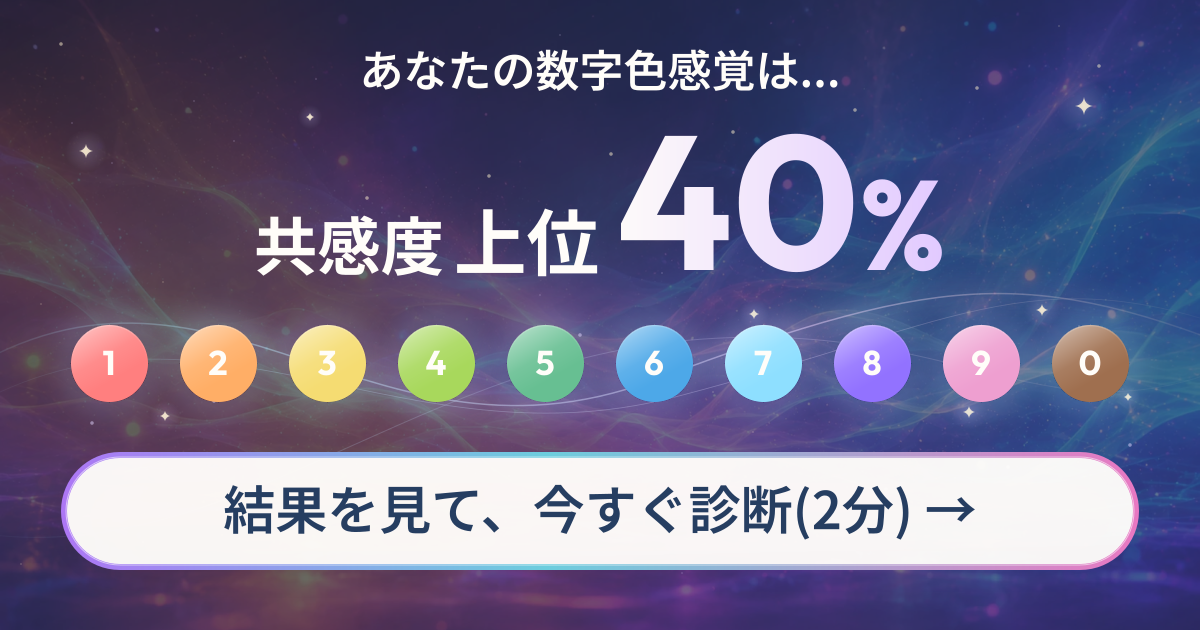 あなたの数字色感覚は...
共感度 上位 40%
1 2 3 4 5 6 7 8 9 0
結果を見て、今すぐ診断(2分) →